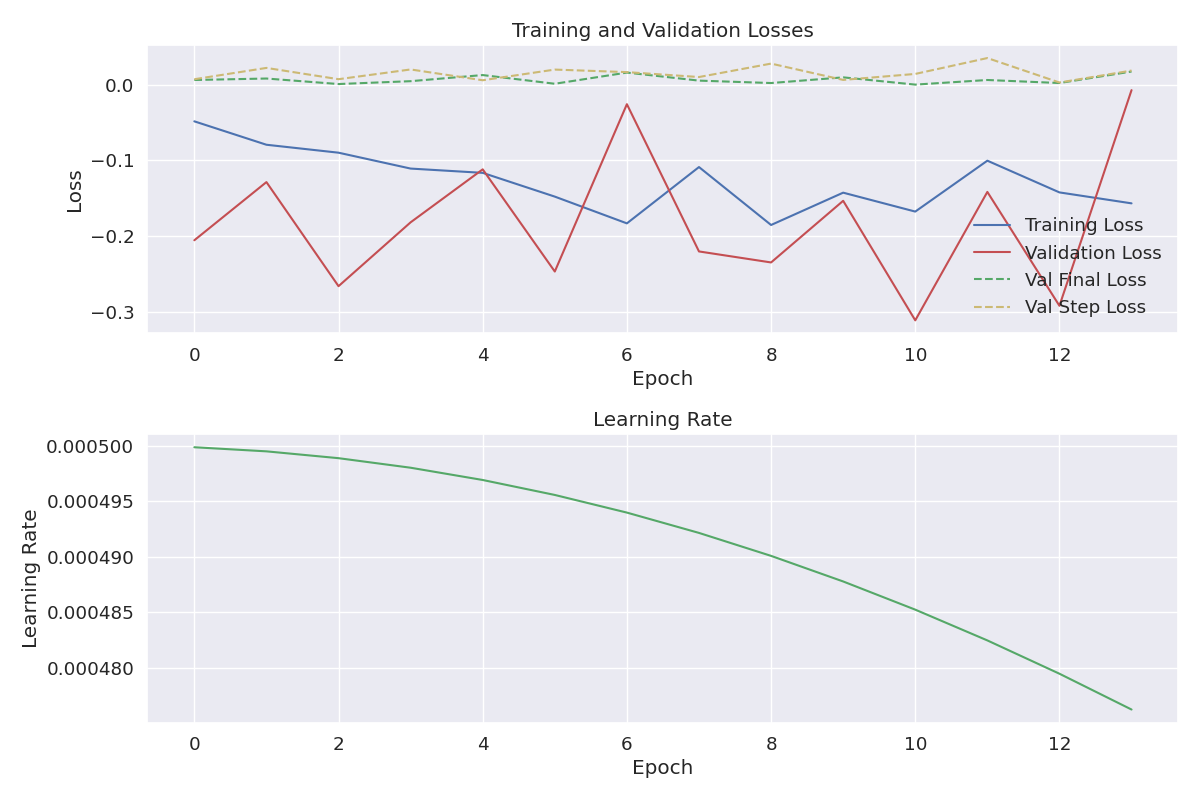 Training and Validation Losses
0.0
−0.1
−0.2
−0.3
Loss
Training Loss
Validation Loss
Val Final Loss
Val Step Loss
0 2 4 6 8 10 12
Epoch
Learning Rate
0.000500
0.000495
0.000490
0.000485
0.000480
Learning Rate
0 2 4 6 8 10 12
Epoch